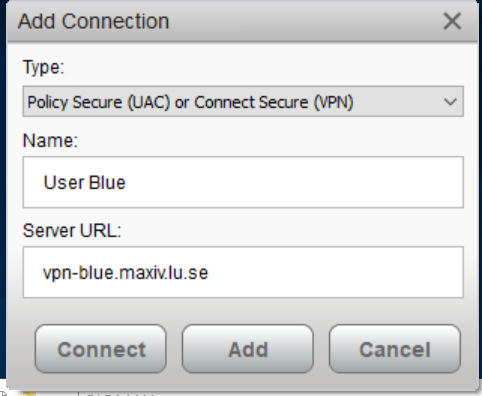 Add Connection
Type:
Policy Secure (UAC) or Connect Secure (VPN)
Name:
User Blue
Server URL:
vpn-blue.maxiv.lu.se
Connect Add Cancel